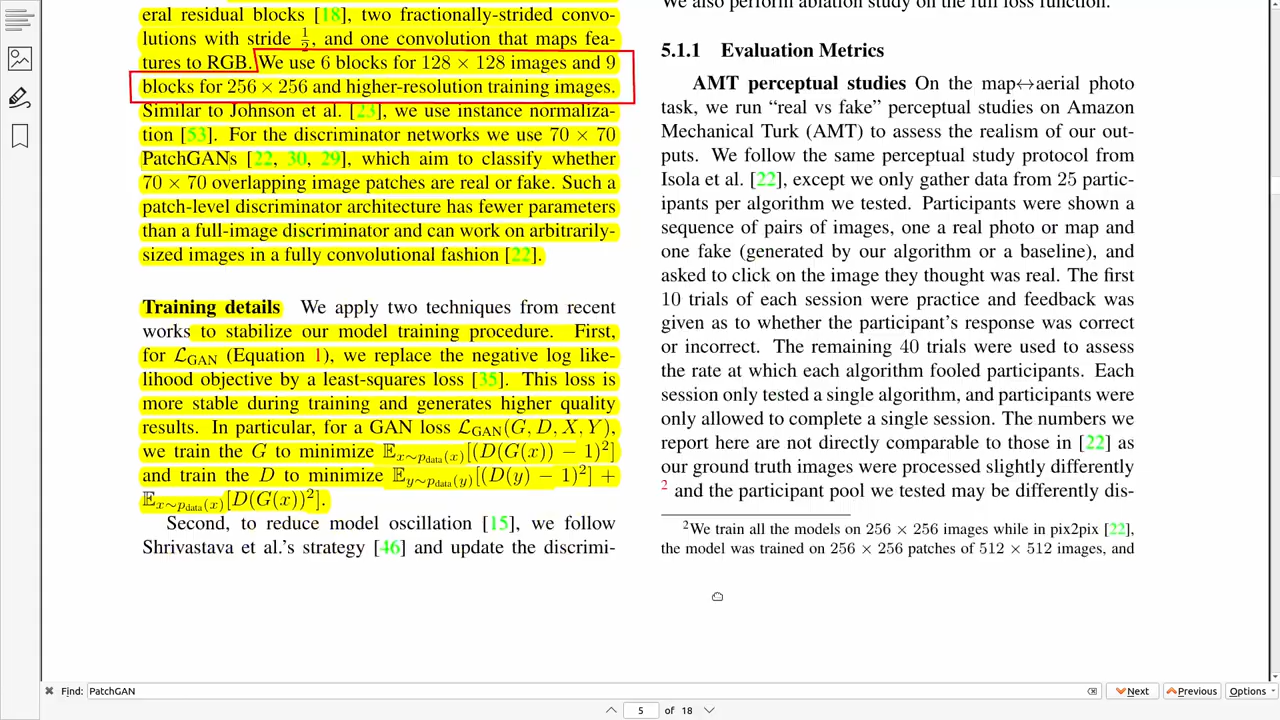 eral residual blocks [18], two fractionally-strided convo-
lutions with stride 1/2, and one convolution that maps fea-
tures to RGB. We use 6 blocks for 128 × 128 images and 9
blocks for 256 × 256 and higher-resolution training images.
Similar to Johnson et al. [23], we use instance normaliza-
tion [53]. For the discriminator networks we use 70 × 70
PatchGANs [22, 30, 29], which aim to classify whether
70 × 70 overlapping image patches are real or fake. Such a
patch-level discriminator architecture has fewer parameters
than a full-image discriminator and can work on arbitrarily-
sized images in a fully convolutional fashion [22].
Training details We apply two techniques from recent
works to stabilize our model training procedure. First,
for ℒGAN (Equation 1), we replace the negative log like-
lihood objective by a least-squares loss [35]. This loss is
more stable during training and generates higher quality
results. In particular, for a GAN loss ℒGAN(G, D, X, Y),
we train the G to minimize 𝔼x∼pdata(x)[(D(G(x)) − 1)²]
and train the D to minimize 𝔼y∼pdata(y)[(D(y) − 1)²] +
𝔼x∼pdata(x)[D(G(x))²].
Second, to reduce model oscillation [15], we follow
Shrivastava et al.'s strategy [46] and update the discrimi-
We also perform ablation study on the full loss function.
5.1.1 Evaluation Metrics
AMT perceptual studies On the map↔aerial photo
task, we run “real vs fake” perceptual studies on Amazon
Mechanical Turk (AMT) to assess the realism of our out-
puts. We follow the same perceptual study protocol from
Isola et al. [22], except we only gather data from 25 partic-
ipants per algorithm we tested. Participants were shown a
sequence of pairs of images, one a real photo or map and
one fake (generated by our algorithm or a baseline), and
asked to click on the image they thought was real. The first
10 trials of each session were practice and feedback was
given as to whether the participant's response was correct
or incorrect. The remaining 40 trials were used to assess
the rate at which each algorithm fooled participants. Each
session only tested a single algorithm, and participants were
only allowed to complete a single session. The numbers we
report here are not directly comparable to those in [22] as
our ground truth images were processed slightly differently
2 and the participant pool we tested may be differently dis-
2We train all the models on 256 × 256 images while in pix2pix [22],
the model was trained on 256 × 256 patches of 512 × 512 images, and
Find: PatchGAN Next Previous Options
5 of 18